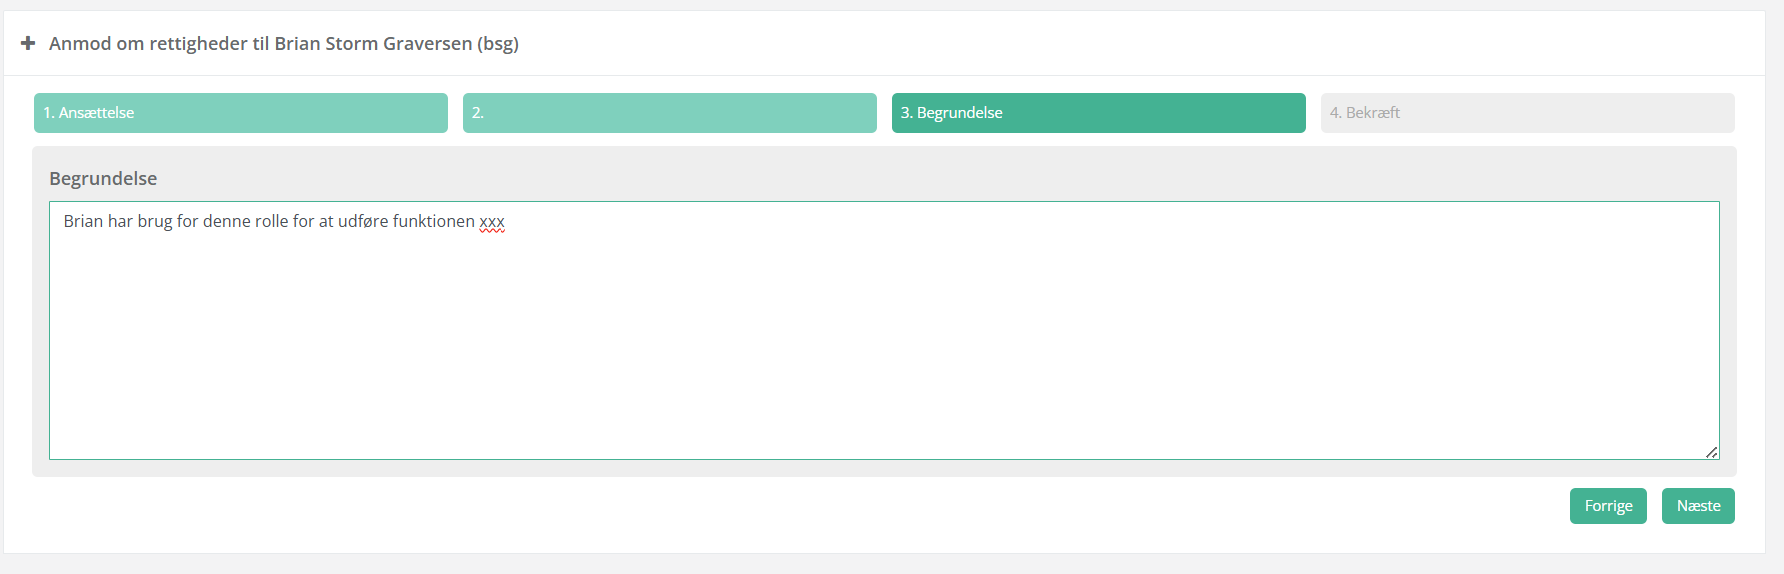 Anmod om rettigheder til Brian Storm Graversen (bsg)
1. Ansættelse
2.
3. Begrundelse
4. Bekræft
Begrundelse
Brian har brug for denne rolle for at udføre funktionen xxx
Forrige
Næste